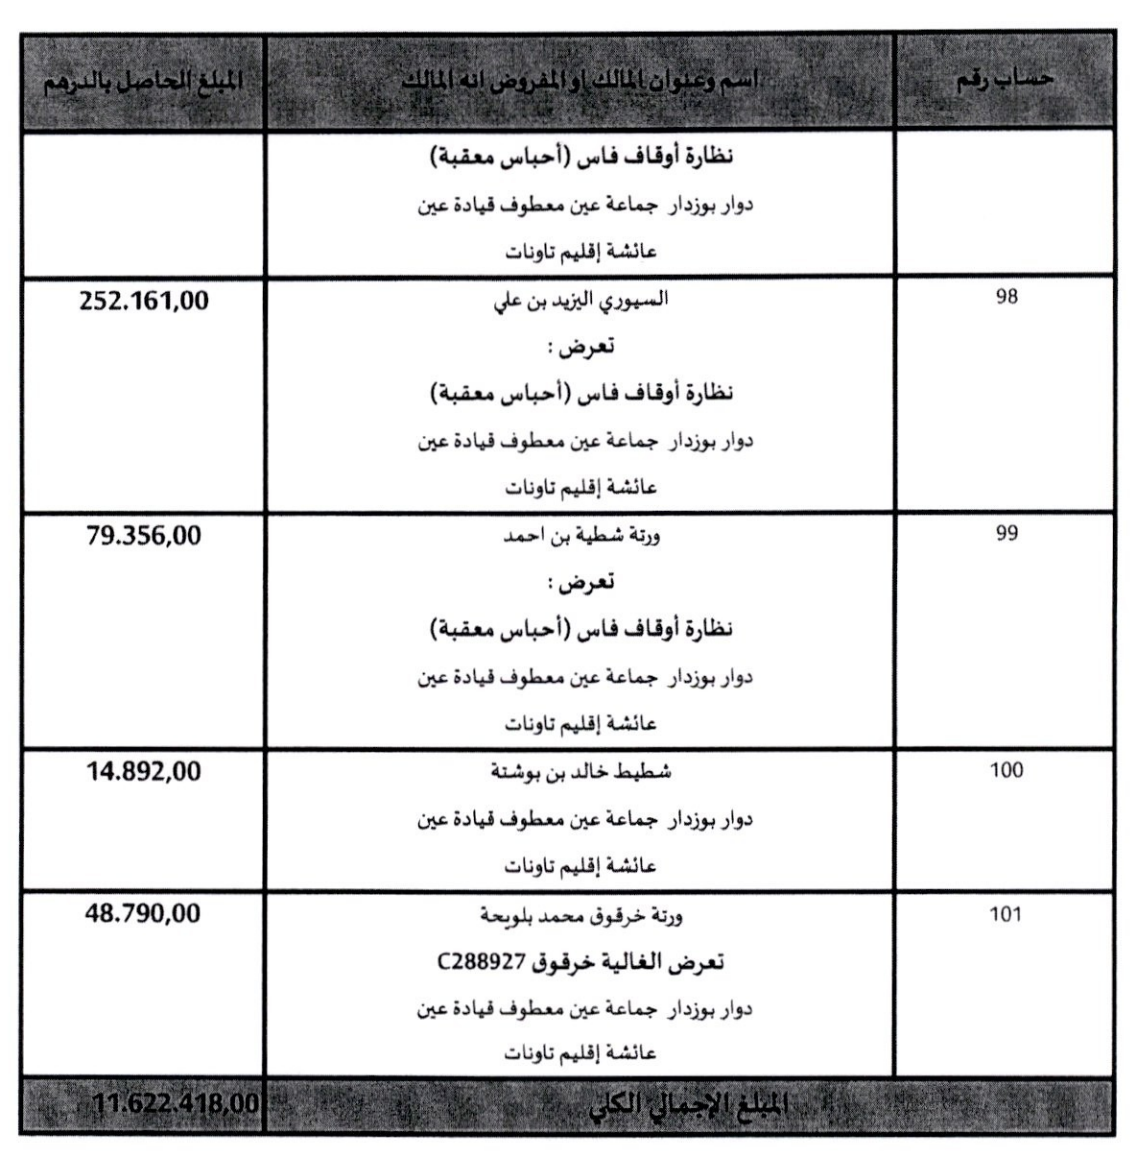 حساب رقم
اسم وعنوان المالك او المفروض انه المالك
المبلغ الحاصل بالدرهم
نظارة أوقاف فاس (أحباس معقبة)
دوار بوزدار جماعة عين معطوف قيادة عين
عائشة إقليم تاونات
98
السيوري اليزيد بن علي
252.161,00
تعرض :
نظارة أوقاف فاس (أحباس معقبة)
دوار بوزدار جماعة عين معطوف قيادة عين
عائشة إقليم تاونات
99
ورتة شطية بن احمد
79.356,00
تعرض :
نظارة أوقاف فاس (أحباس معقبة)
دوار بوزدار جماعة عين معطوف قيادة عين
عائشة إقليم تاونات
100
شطيط خالد بن بوشتة
14.892,00
دوار بوزدار جماعة عين معطوف قيادة عين
عائشة إقليم تاونات
101
ورتة خرقوق محمد بلويحة
48.790,00
تعرض الغالية خرقوق C288927
دوار بوزدار جماعة عين معطوف قيادة عين
عائشة إقليم تاونات
المبلغ الإجمالي الكلي
11.622.418,00